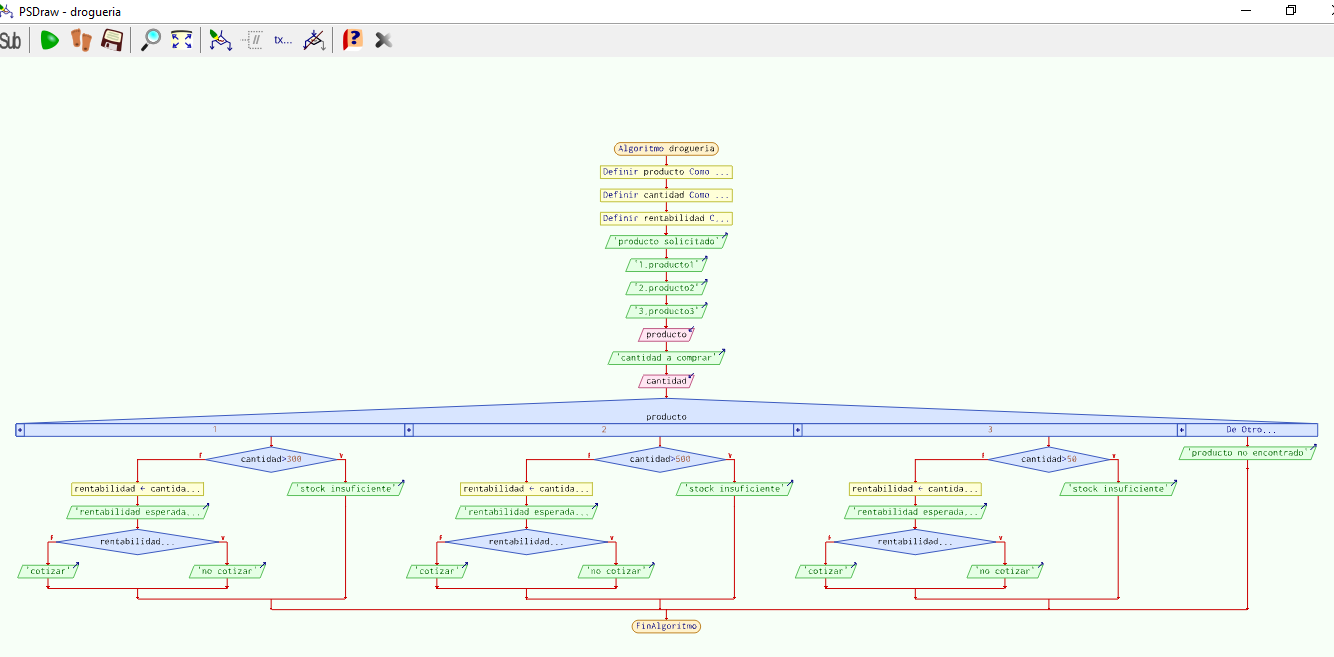 PSDraw - drogueria
Sub
// tx... ?
Algoritmo drogueria
Definir producto Como ...
Definir cantidad Como ...
Definir rentabilidad C...
'producto solicitado'
'1.producto1'
'2.producto2'
'3.producto3'
producto
'cantidad a comprar'
cantidad
producto
+ 1 + 2 + 3 + De Otro...
cantidad>300 cantidad>500 cantidad>50 'producto no encontrado'
F V F V F V
rentabilidad ← cantida... 'stock insuficiente' rentabilidad ← cantida... 'stock insuficiente' rentabilidad ← cantida... 'stock insuficiente'
'rentabilidad esperada... 'rentabilidad esperada... 'rentabilidad esperada...
F rentabilidad... V F rentabilidad... V F rentabilidad... V
'cotizar' 'no cotizar' 'cotizar' 'no cotizar' 'cotizar' 'no cotizar'
FinAlgoritmo